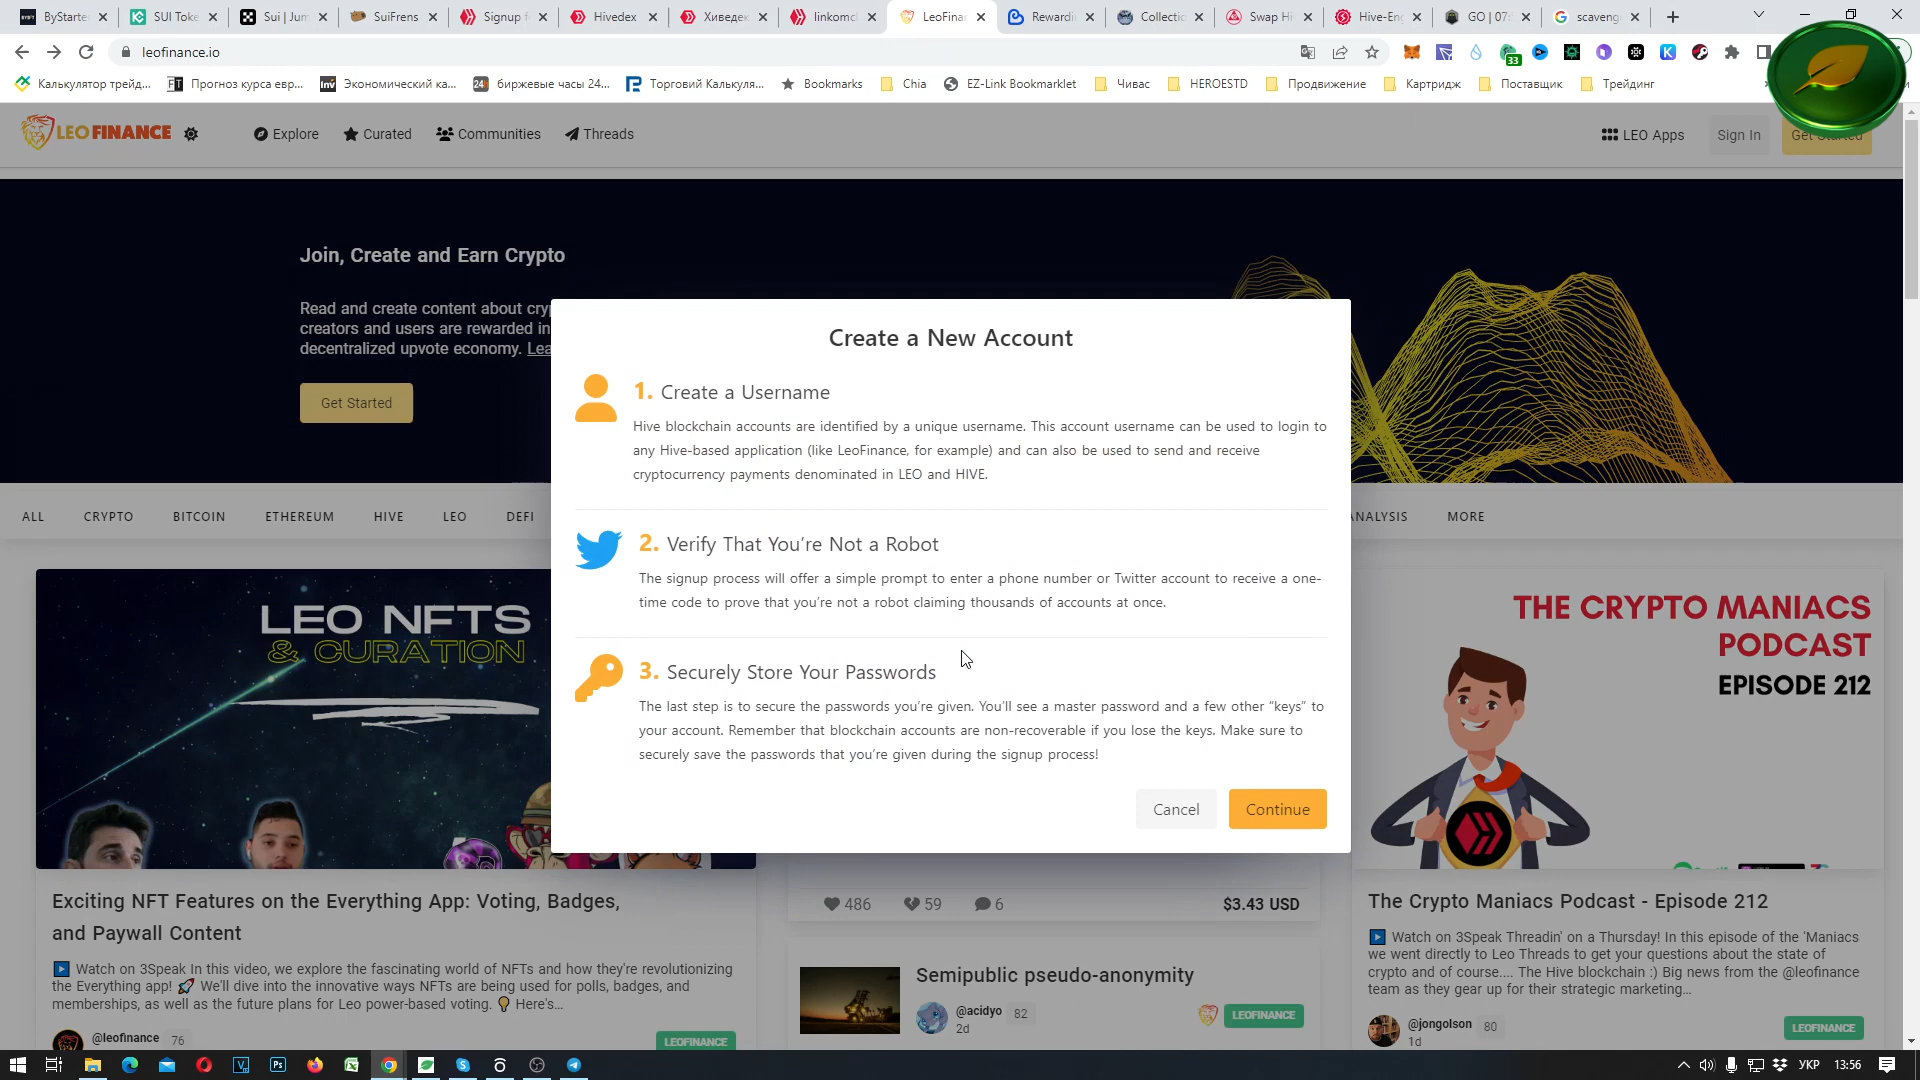 ByStarter
SUI Toke
Sui | Jum
SuiFrens
Signup f
Hivedex
Хиведек
linkomcl
LeoFinan
Rewardi
Collectic
Swap Hi
Hive-Eng
GO | 07:
scaveng
leofinance.io
33
Калькулятор трейд...
Прогноз курса евр...
Экономический ка...
биржевые часы 24...
Торговий Калькуля...
Bookmarks
Chia
EZ-Link Bookmarklet
Чивас
HEROESTD
Продвижение
Картридж
Поставщик
Трейдинг
LEOFINANCE
Explore
Curated
Communities
Threads
LEO Apps
Sign In
Get Started
Join, Create and Earn Crypto
Read and create content about cryp
creators and users are rewarded in
decentralized upvote economy. Lea
Get Started
Create a New Account
1. Create a Username
Hive blockchain accounts are identified by a unique username. This account username can be used to login to
any Hive-based application (like LeoFinance, for example) and can also be used to send and receive
cryptocurrency payments denominated in LEO and HIVE.
2. Verify That You’re Not a Robot
The signup process will offer a simple prompt to enter a phone number or Twitter account to receive a one-
time code to prove that you’re not a robot claiming thousands of accounts at once.
3. Securely Store Your Passwords
The last step is to secure the passwords you’re given. You’ll see a master password and a few other “keys” to
your account. Remember that blockchain accounts are non-recoverable if you lose the keys. Make sure to
securely save the passwords that you’re given during the signup process!
Cancel
Continue
ALL
CRYPTO
BITCOIN
ETHEREUM
HIVE
LEO
DEFI
ANALYSIS
MORE
LEO NFTS
& CURATION
Exciting NFT Features on the Everything App: Voting, Badges,
and Paywall Content
Watch on 3Speak In this video, we explore the fascinating world of NFTs and how they're revolutionizing
the Everything app! 🚀 We'll dive into the innovative ways NFTs are being used for polls, badges, and
memberships, as well as the future plans for Leo power-based voting. 💡 Here's...
@leofinance 76
LEOFINANCE
486
59
6
$3.43 USD
Semipublic pseudo-anonymity
@acidyo 82
2d
LEOFINANCE
THE CRYPTO MANIACS
PODCAST
EPISODE 212
The Crypto Maniacs Podcast - Episode 212
Watch on 3Speak Threadin' on a Thursday! In this episode of the 'Maniacs
we went directly to Leo Threads to get your questions about the state of
crypto and of course.... The Hive blockchain :) Big news from the @leofinance
team as they gear up for their strategic marketing...
@jongolson 80
1d
LEOFINANCE
УКР
13:56